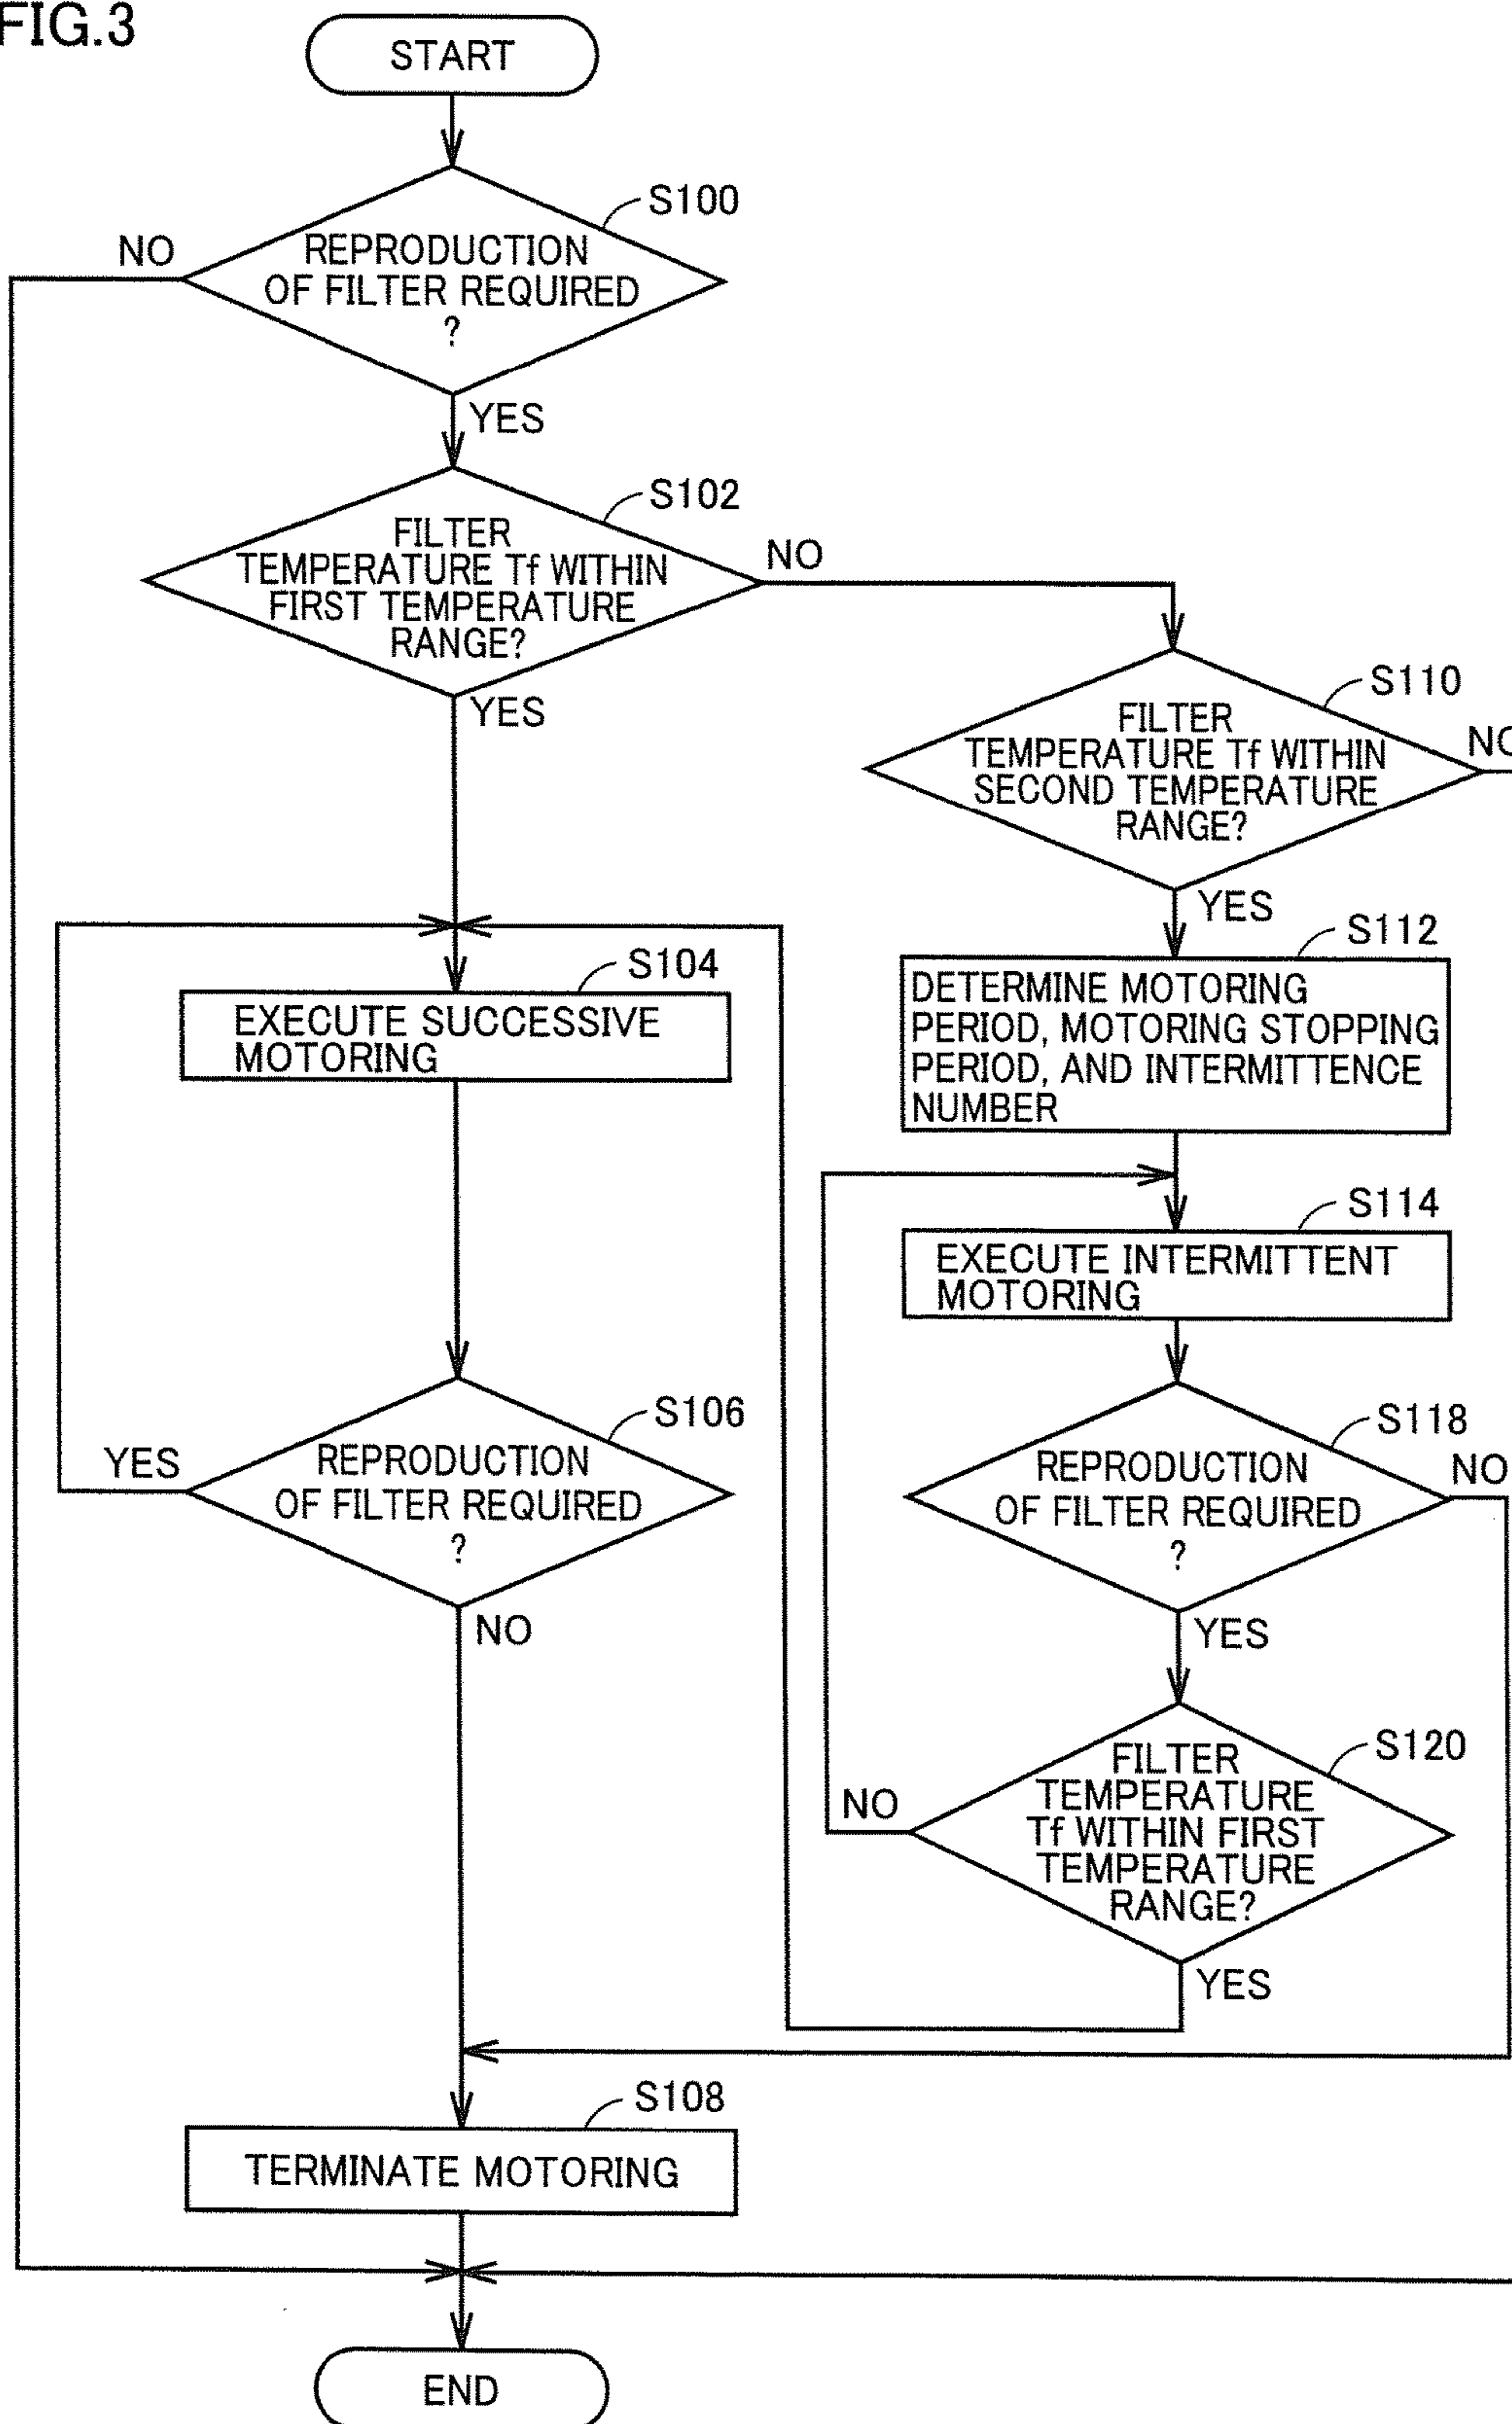 FIG.3
START
S100
NO
REPRODUCTION
OF FILTER REQUIRED
?
YES
S102
FILTER
TEMPERATURE Tf WITHIN
FIRST TEMPERATURE
RANGE?
NO
YES
S110
FILTER
TEMPERATURE Tf WITHIN
SECOND TEMPERATURE
RANGE?
NO
YES
S112
DETERMINE MOTORING
PERIOD, MOTORING STOPPING
PERIOD, AND INTERMITTENCE
NUMBER
S104
EXECUTE SUCCESSIVE
MOTORING
S114
EXECUTE INTERMITTENT
MOTORING
S106
YES
REPRODUCTION
OF FILTER REQUIRED
?
NO
S118
REPRODUCTION
OF FILTER REQUIRED
?
NO
YES
S120
FILTER
TEMPERATURE
Tf WITHIN FIRST
TEMPERATURE
RANGE?
NO
YES
S108
TERMINATE MOTORING
END